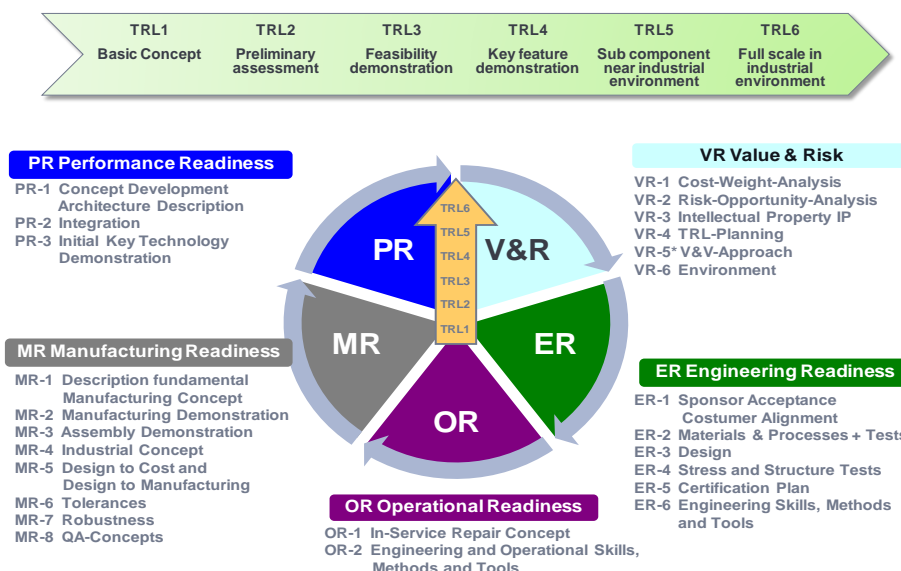 TRL1
Basic Concept
TRL2
Preliminary
assessment
TRL3
Feasibility
demonstration
TRL4
Key feature
demonstration
TRL5
Sub component
near industrial
environment
TRL6
Full scale in
industrial
environment
PR Performance Readiness
PR-1 Concept Development
Architecture Description
PR-2 Integration
PR-3 Initial Key Technology
Demonstration
VR Value & Risk
VR-1 Cost-Weight-Analysis
VR-2 Risk-Opportunity-Analysis
VR-3 Intellectual Property IP
VR-4 TRL-Planning
VR-5* V&V-Approach
VR-6 Environment
PR
V&R
MR
ER
OR
TRL6
TRL5
TRL4
TRL3
TRL2
TRL1
MR Manufacturing Readiness
MR-1 Description fundamental
Manufacturing Concept
MR-2 Manufacturing Demonstration
MR-3 Assembly Demonstration
MR-4 Industrial Concept
MR-5 Design to Cost and
Design to Manufacturing
MR-6 Tolerances
MR-7 Robustness
MR-8 QA-Concepts
ER Engineering Readiness
ER-1 Sponsor Acceptance
Costumer Alignment
ER-2 Materials & Processes + Tests
ER-3 Design
ER-4 Stress and Structure Tests
ER-5 Certification Plan
ER-6 Engineering Skills, Methods
and Tools
OR Operational Readiness
OR-1 In-Service Repair Concept
OR-2 Engineering and Operational Skills,
Methods and Tools